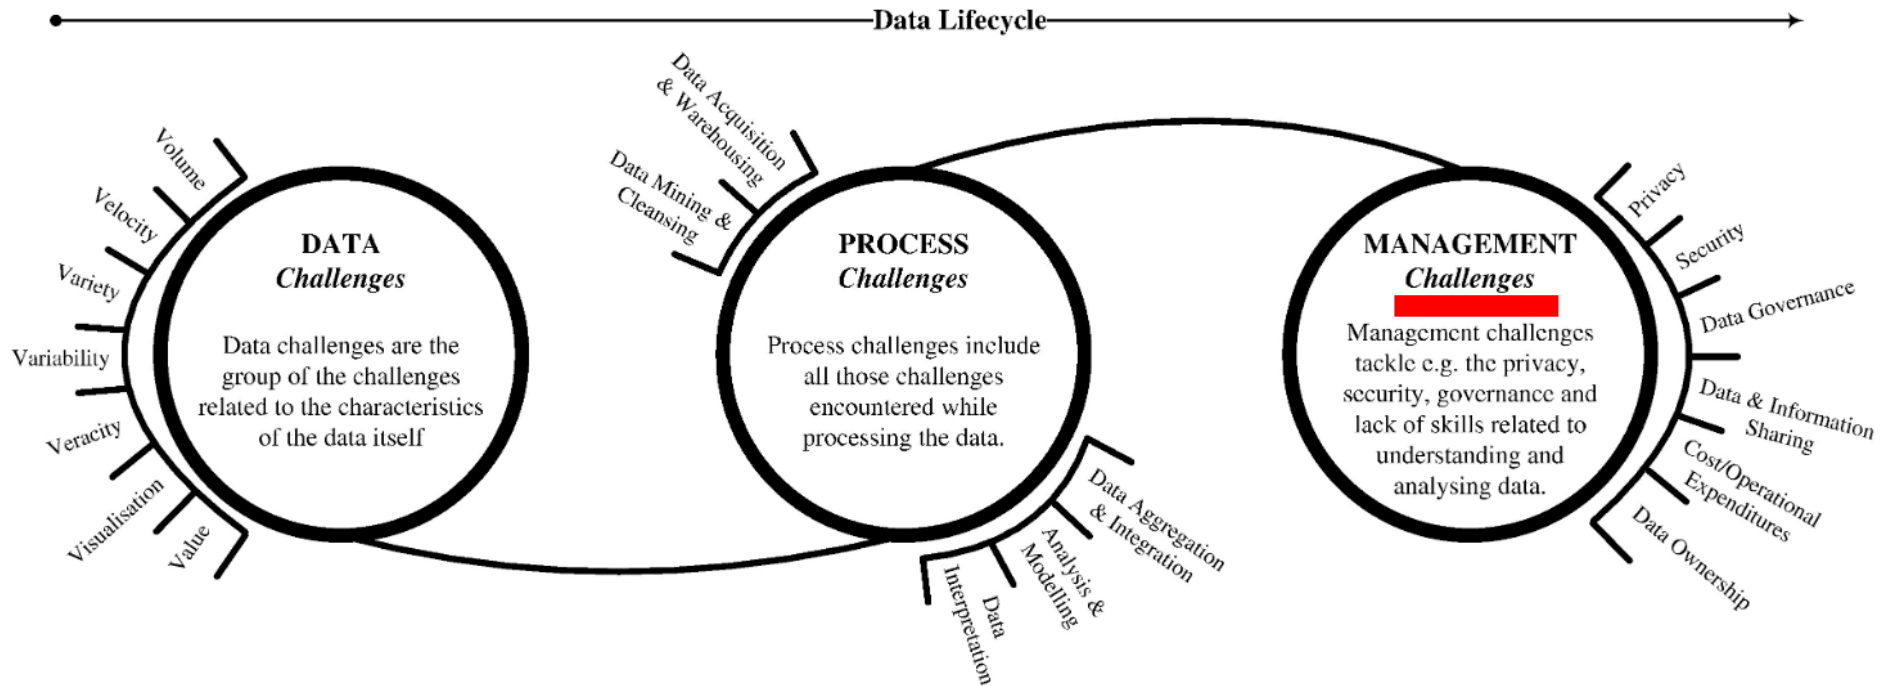 Data Lifecycle
Volume
Velocity
Variety
Variability
Veracity
Visualisation
Value
DATA
Challenges
Data challenges are the
group of the challenges
related to the characteristics
of the data itself
Data Acquisition
& Warehousing
Data Mining &
Cleansing
PROCESS
Challenges
Process challenges include
all those challenges
encountered while
processing the data.
Data Aggregation
& Integration
Analysis &
Modelling
Data
Interpretation
MANAGEMENT
Challenges
Management challenges
tackle e.g. the privacy,
security, governance and
lack of skills related to
understanding and
analysing data.
Privacy
Security
Data Governance
Data & Information
Sharing
Cost/Operational
Expenditures
Data Ownership